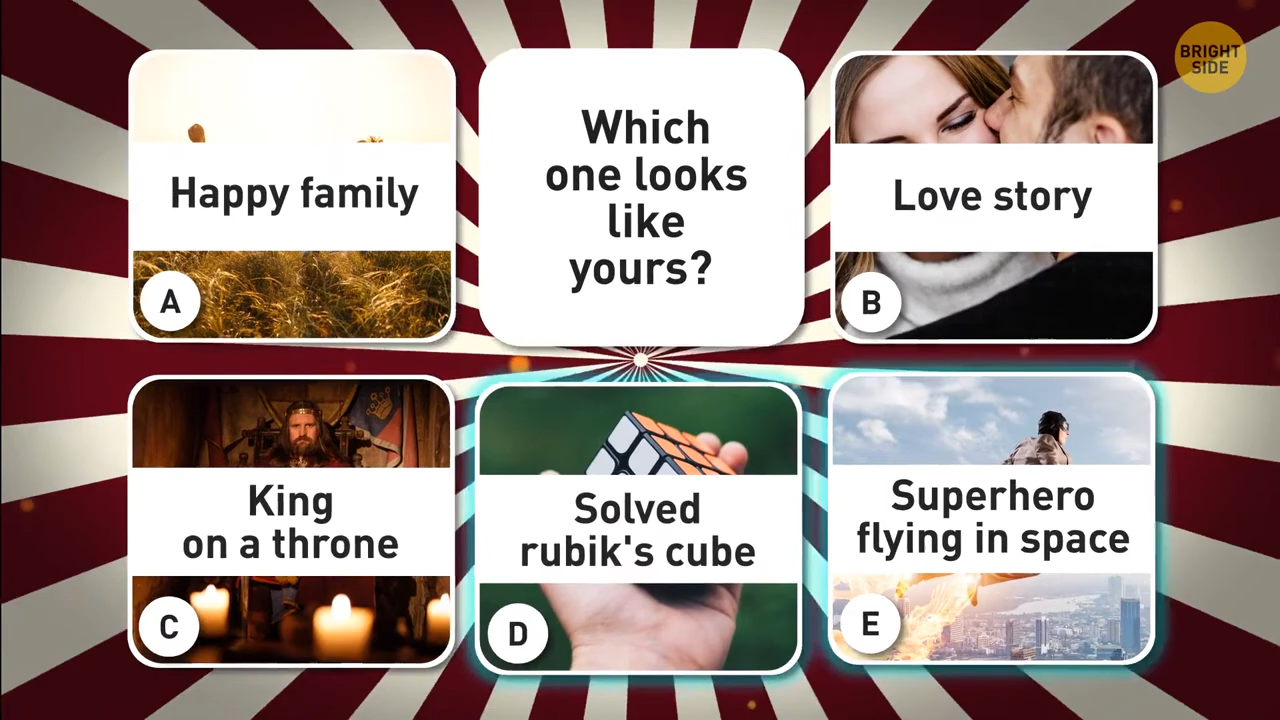 BRIGHT
SIDE
Happy family
A
Which
one looks
like
yours?
Love story
B
King
on a throne
C
Solved
rubik's cube
D
Superhero
flying in space
E